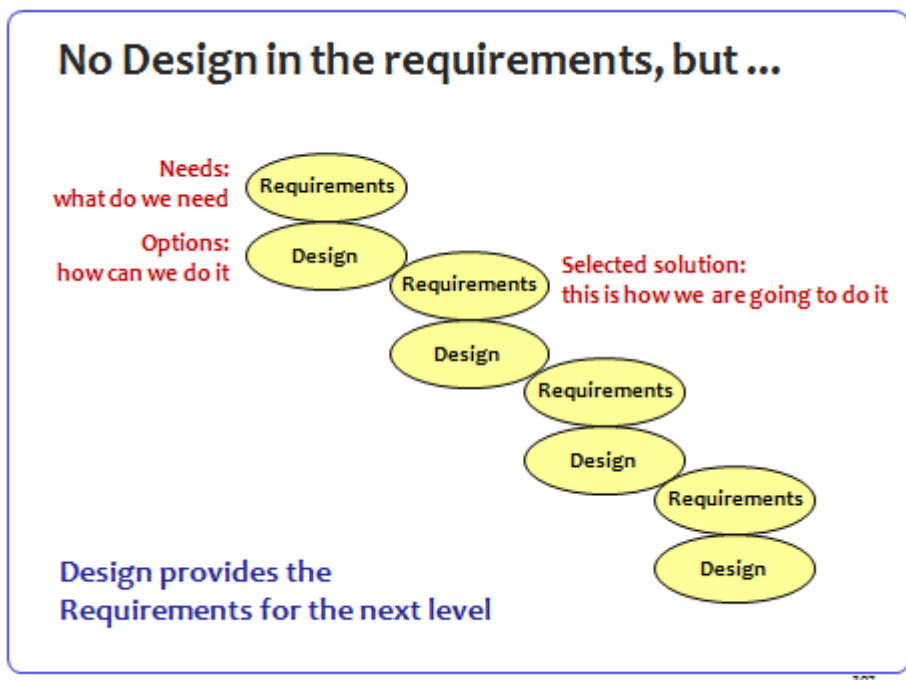 No Design in the requirements, but ...
Needs:
what do we need
Requirements
Options:
how can we do it
Design
Requirements
Selected solution:
this is how we are going to do it
Design
Requirements
Design
Requirements
Design
Design provides the
Requirements for the next level